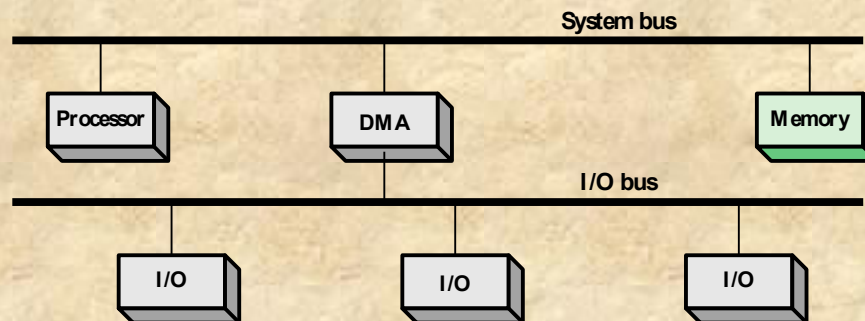 System bus
Processor
DMA
Memory
I/O bus
I/O
I/O
I/O